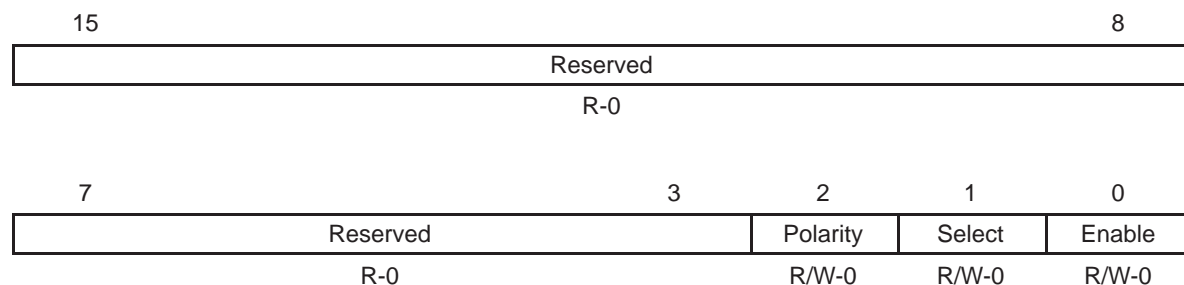 15 8
Reserved
R-0
7 3 2 1 0
Reserved Polarity Select Enable
R-0 R/W-0 R/W-0 R/W-0